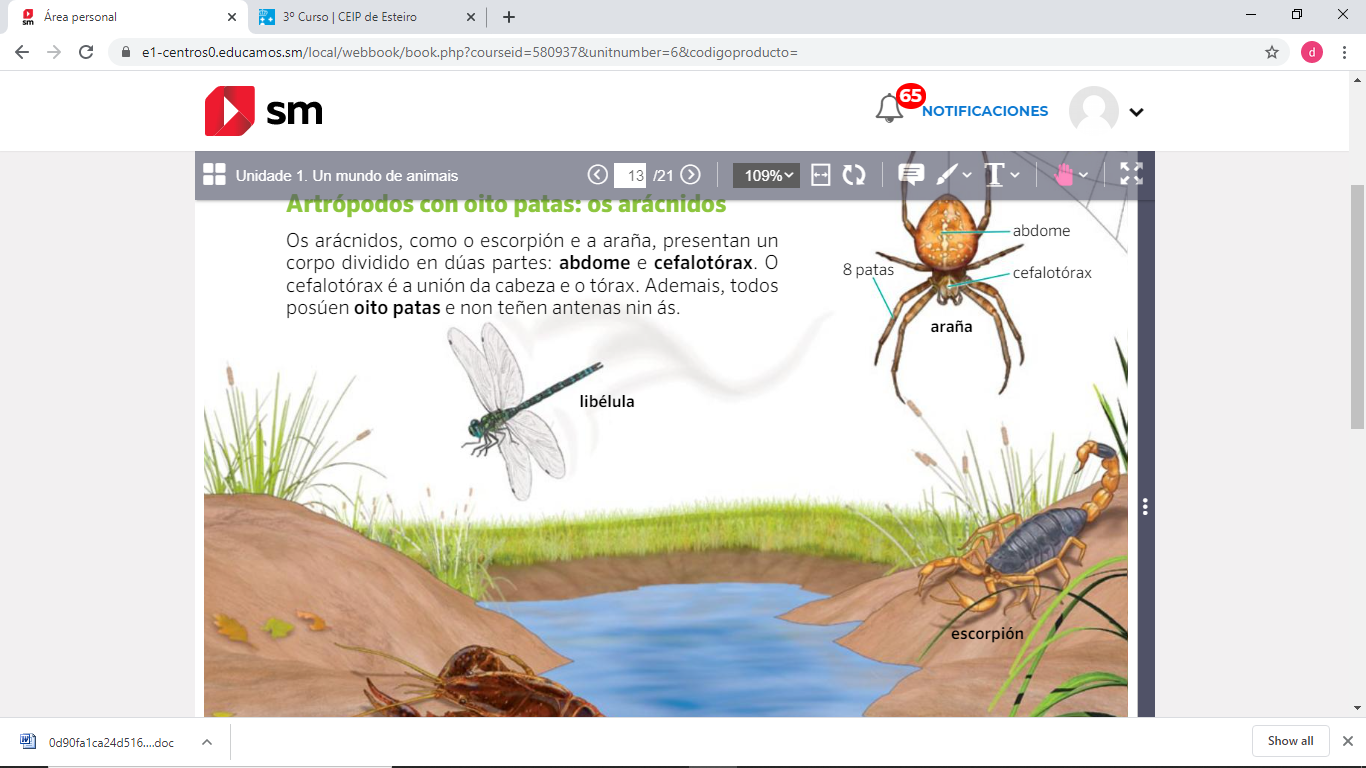 Área personal
3º Curso | CEIP de Esteiro
e1-centros0.educamos.sm/local/webbook/book.php?courseid=580937&unitnumber=6&codigoproducto=
d
sm
65
NOTIFICACIONES
Unidade 1. Un mundo de animais
13 /21
109%
T
Artrópodos con oito patas: os arácnidos
Os arácnidos, como o escorpión e a araña, presentan un
corpo dividido en dúas partes: abdome e cefalotórax. O
cefalotórax é a unión da cabeza e o tórax. Ademais, todos
posúen oito patas e non teñen antenas nin ás.
abdome
8 patas
cefalotórax
araña
libélula
escorpión
0d90fa1ca24d516....doc
Show all